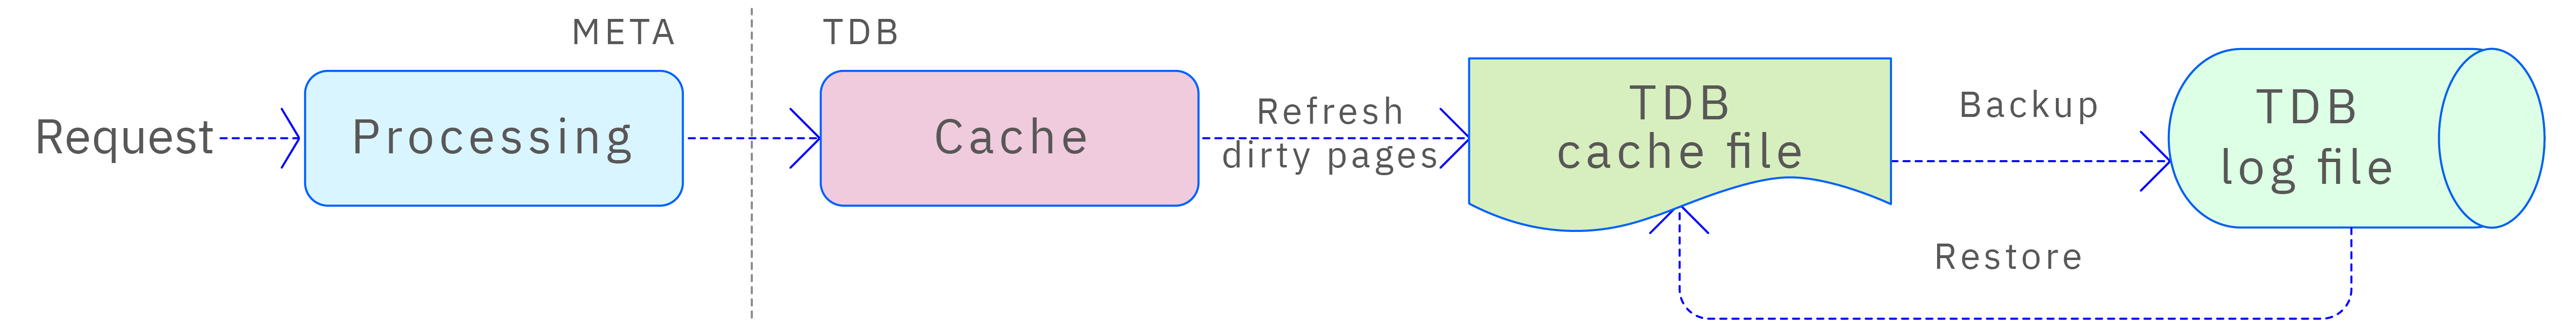 META
TDB
Request
Processing
Cache
Refresh
dirty pages
TDB
cache file
Backup
TDB
log file
Restore